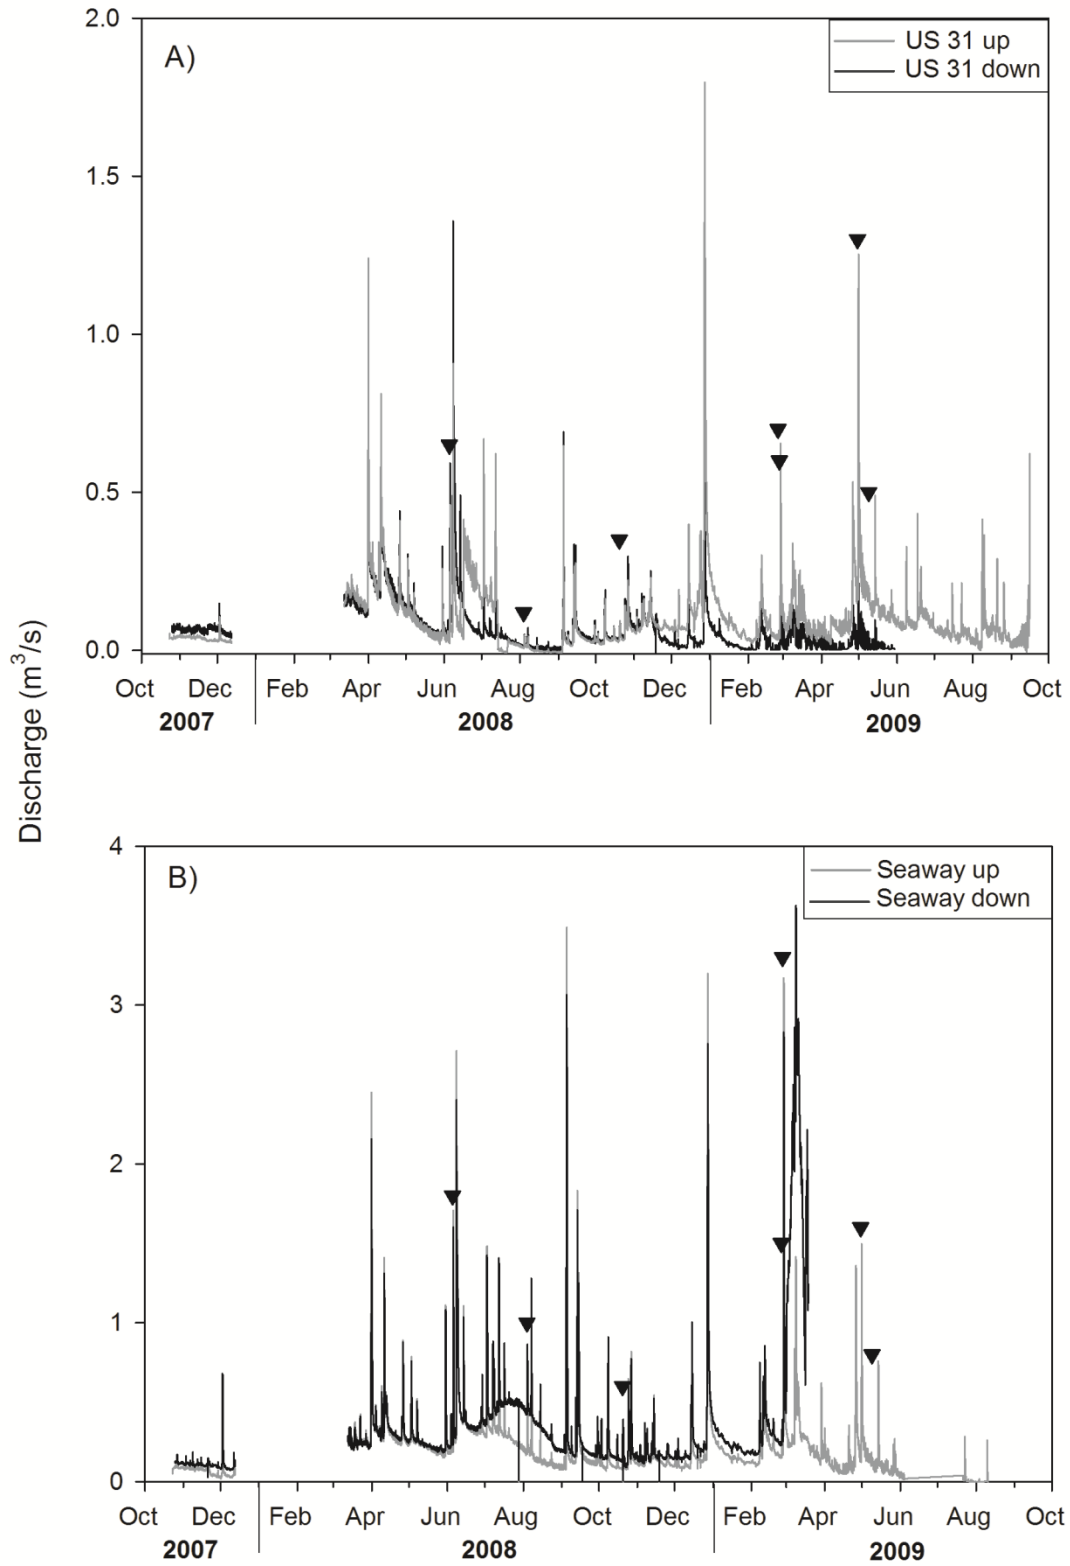 A)
US 31 up
US 31 down
2.0
1.5
1.0
0.5
0.0
Oct Dec Feb Apr Jun Aug Oct Dec Feb Apr Jun Aug Oct
2007 2008 2009
Discharge (m³/s)
B)
Seaway up
Seaway down
4
3
2
1
0
Oct Dec Feb Apr Jun Aug Oct Dec Feb Apr Jun Aug Oct
2007 2008 2009